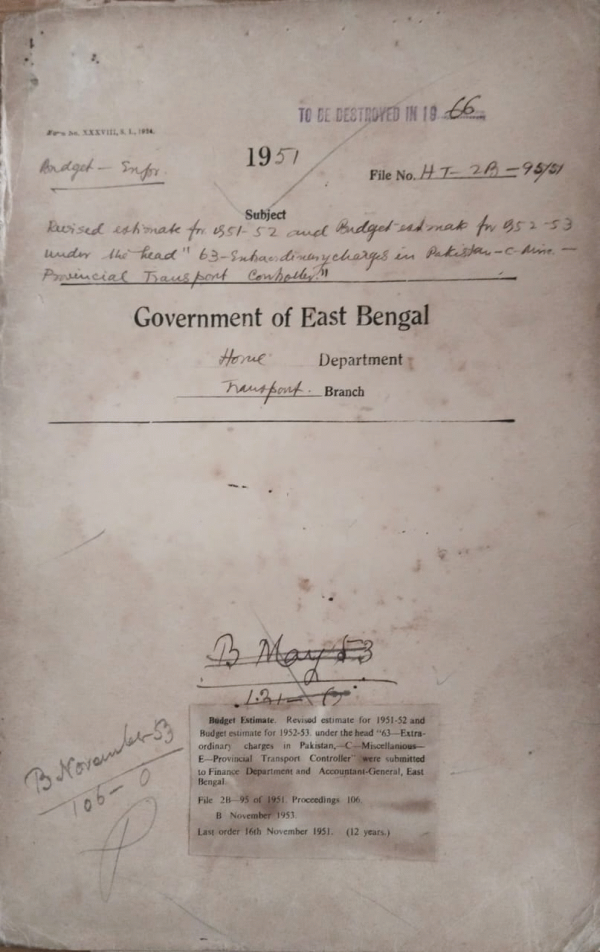 TO BE DESTROYED IN 19 66
Form No. XXXVIII, S. I., 1934.
1951
Budget – Enfor.
File No. HT – 2B – 95/51
Subject
Revised estimate for 1951-52 and Budget estimate for 1952-53
under the head "63-Extraordinary charges in Pakistan-C-Misc. –
Provincial Transport Controller."
Government of East Bengal
Home Department
Transport. Branch
B May 53
B November-53
106 – 0
Budget Estimate. Revised estimate for 1951-52 and
Budget estimate for 1952-53, under the head "63—Extra-
ordinary charges in Pakistan,—C—Miscellanious—
E—Provincial Transport Controller" were submitted
to Finance Department and Accountant-General, East
Bengal.
File 2B—95 of 1951. Proceedings 106.
B November 1953.
Last order 16th November 1951. (12 years.)